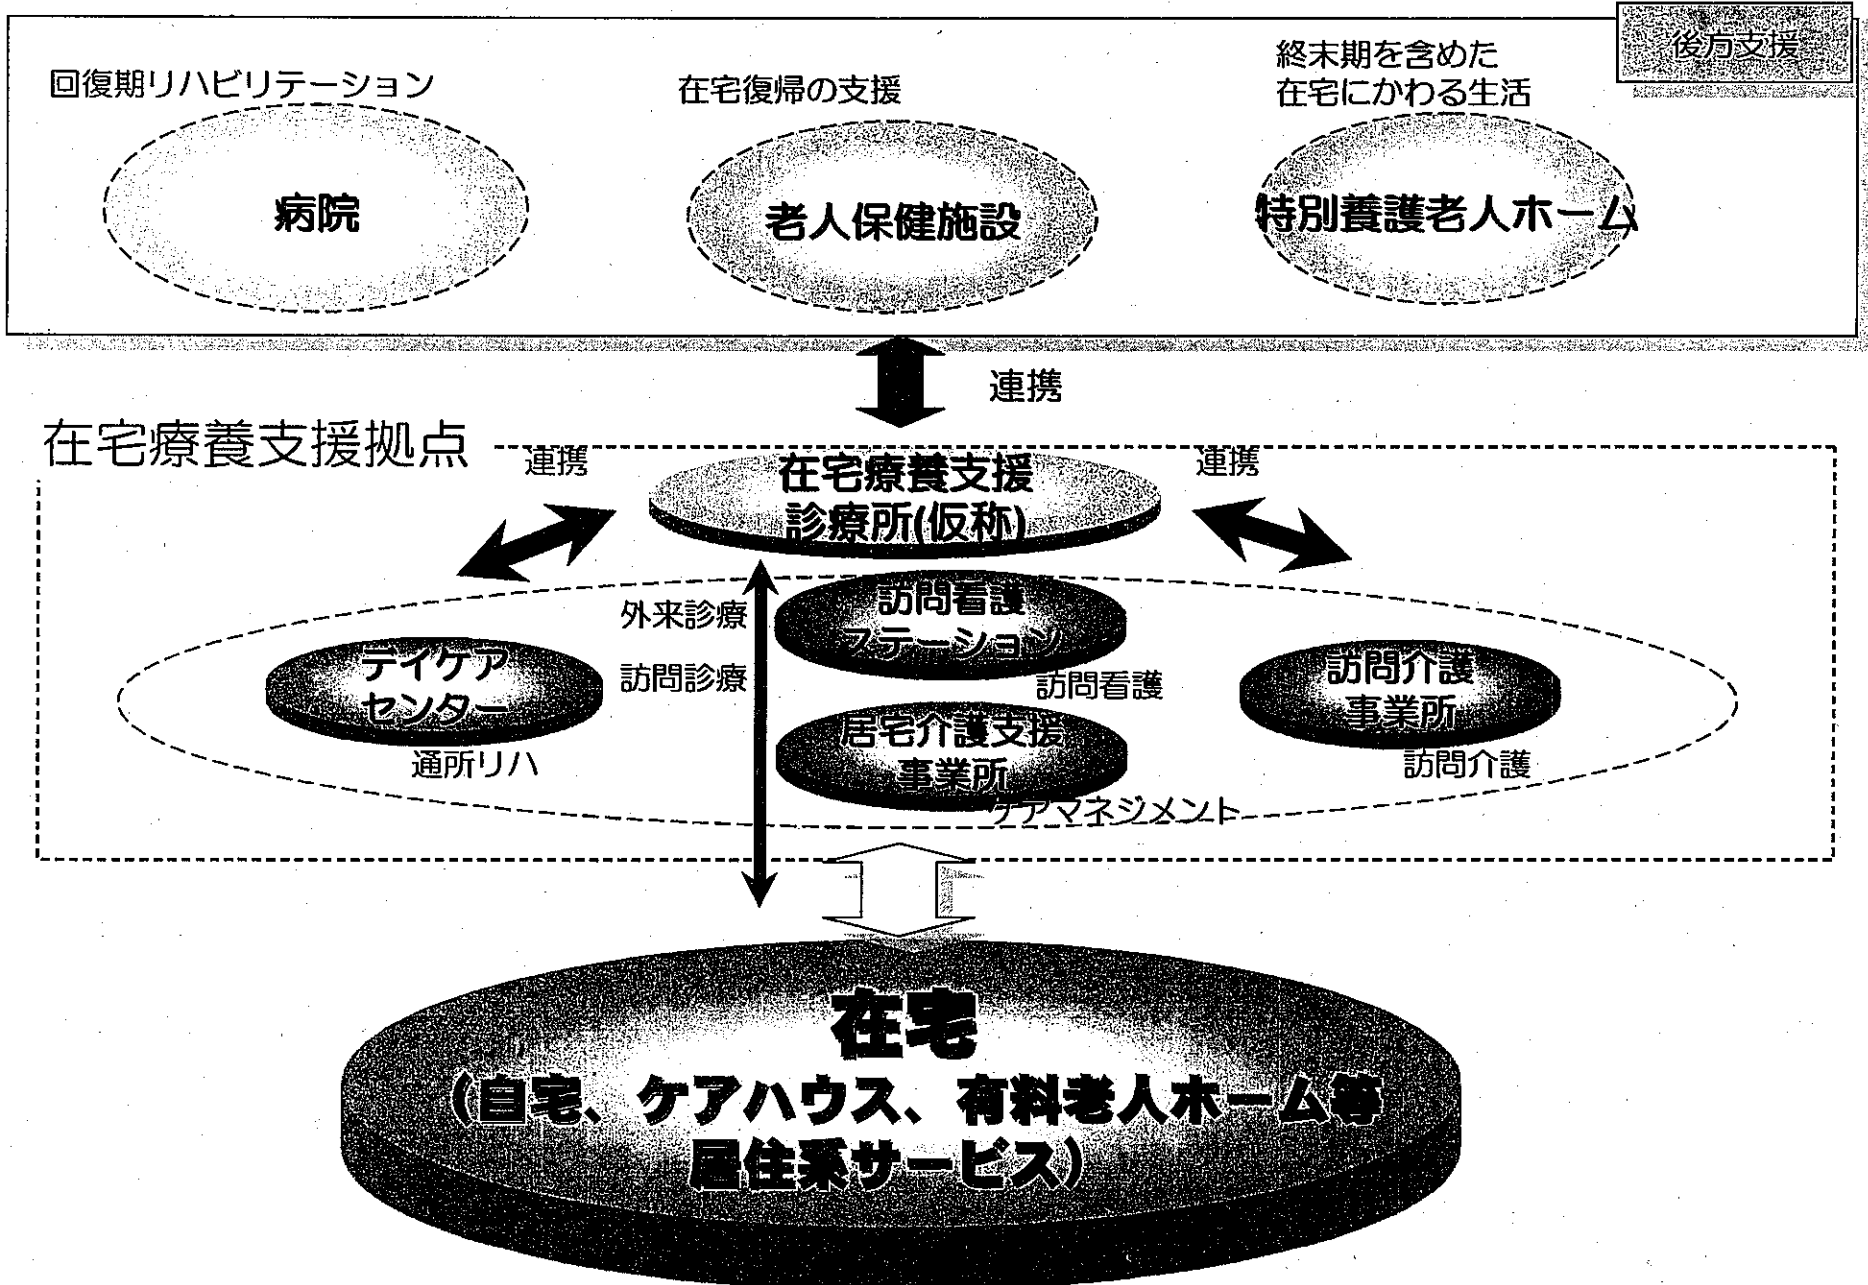 後方支援
回復期リハビリテーション
病院
在宅復帰の支援
老人保健施設
終末期を含めた
在宅にかわる生活
特別養護老人ホーム
連携
在宅療養支援拠点
連携
在宅療養支援
診療所(仮称)
連携
外来診療
訪問診療
訪問看護
ステーション
訪問看護
デイケア
センター
通所リハ
居宅介護支援
事業所
ケアマネジメント
訪問介護
事業所
訪問介護
在宅
(自宅、ケアハウス、有料老人ホーム等
居住系サービス)